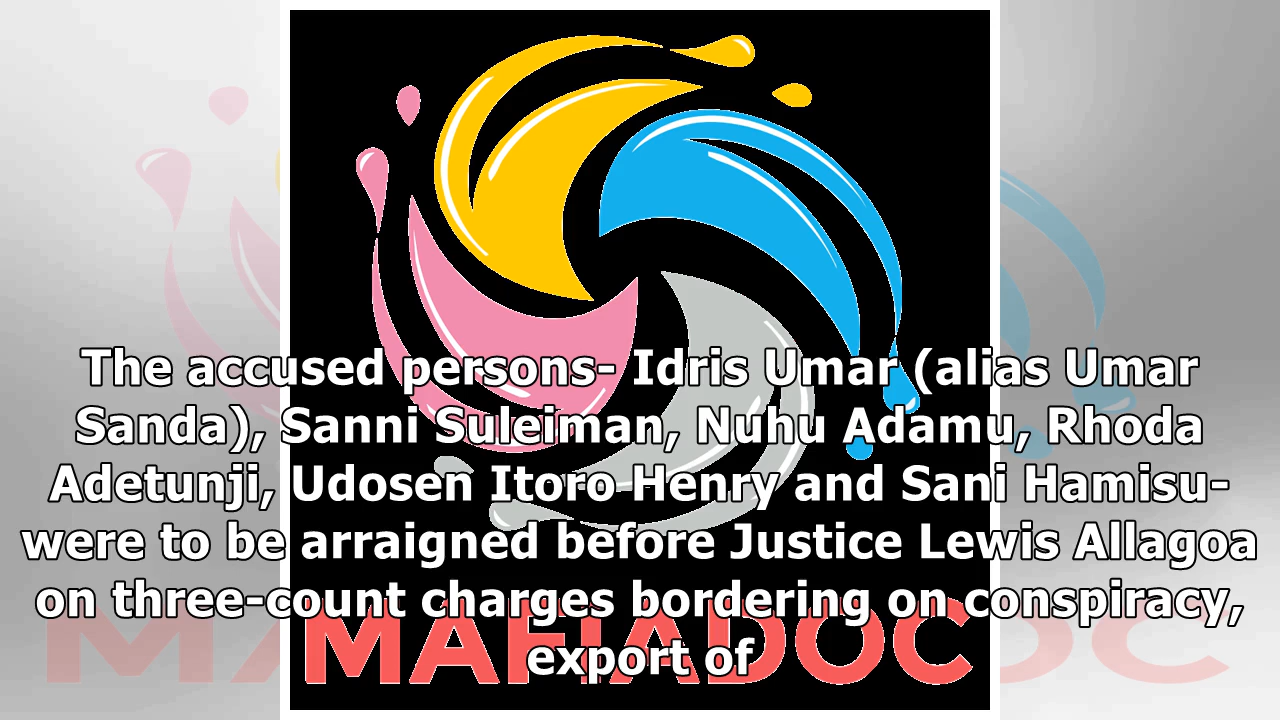 The accused persons- Idris Umar (alias Umar
Sanda), Sanni Suleiman, Nuhu Adamu, Rhoda
Adetunji, Udosen Itoro Henry and Sani Hamisu-
were to be arraigned before Justice Lewis Allagoa
on three-count charges bordering on conspiracy,
export of
MAFIADOC